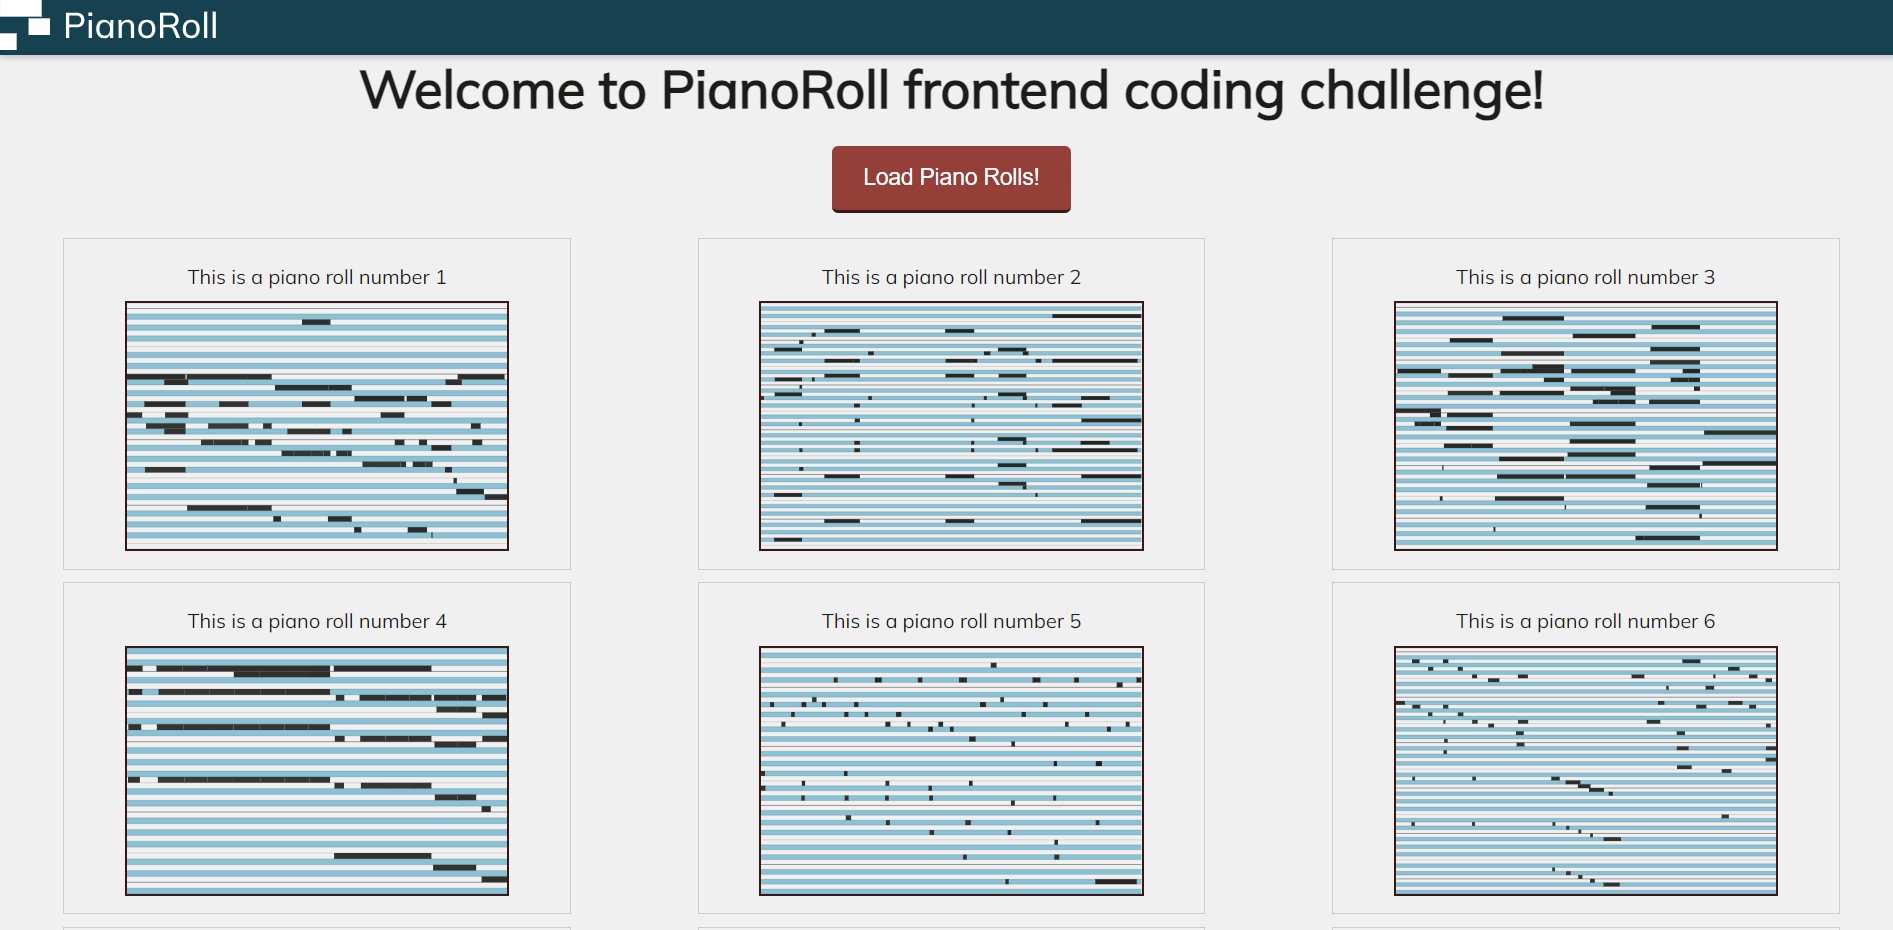 PianoRoll
Welcome to PianoRoll frontend coding challenge!
Load Piano Rolls!
This is a piano roll number 1
This is a piano roll number 2
This is a piano roll number 3
This is a piano roll number 4
This is a piano roll number 5
This is a piano roll number 6